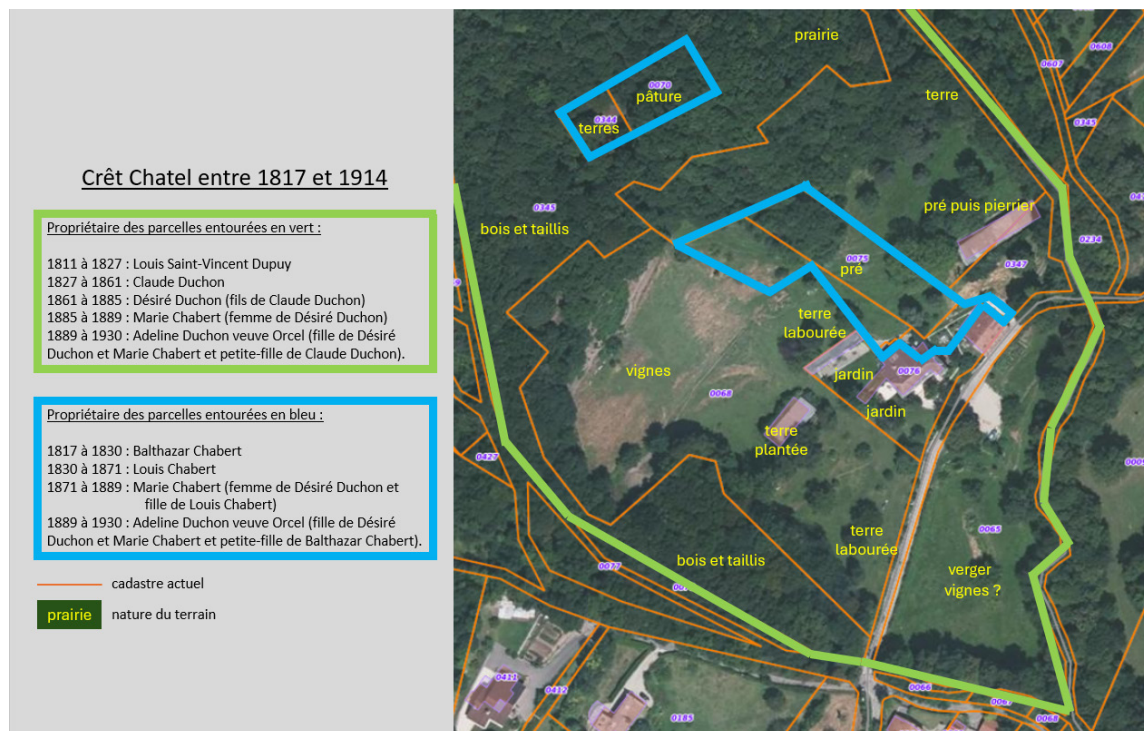 Crêt Chatel entre 1817 et 1914
Propriétaire des parcelles entourées en vert :
1811 à 1827 : Louis Saint-Vincent Dupuy
1827 à 1861 : Claude Duchon
1861 à 1885 : Désiré Duchon (fils de Claude Duchon)
1885 à 1889 : Marie Chabert (femme de Désiré Duchon)
1889 à 1930 : Adeline Duchon veuve Orcel (fille de Désiré
Duchon et Marie Chabert et petite-fille de Claude Duchon).
Propriétaire des parcelles entourées en bleu :
1817 à 1830 : Balthazar Chabert
1830 à 1871 : Louis Chabert
1871 à 1889 : Marie Chabert (femme de Désiré Duchon et
fille de Louis Chabert)
1889 à 1930 : Adeline Duchon veuve Orcel (fille de Désiré
Duchon et Marie Chabert et petite-fille de Balthazar Chabert).
cadastre actuel
prairie nature du terrain
prairie
0608
0607
0070
pâture
terre
0344
terres
0345
0345
bois et taillis
pré puis pierrier
0234
0347
0075
pré
terre
labourée
vignes
jardin
0076
0068
jardin
terre
plantée
0427
0065
terre
labourée
bois et taillis
verger
vignes ?
0077
0411
0412
0185
0066
0068